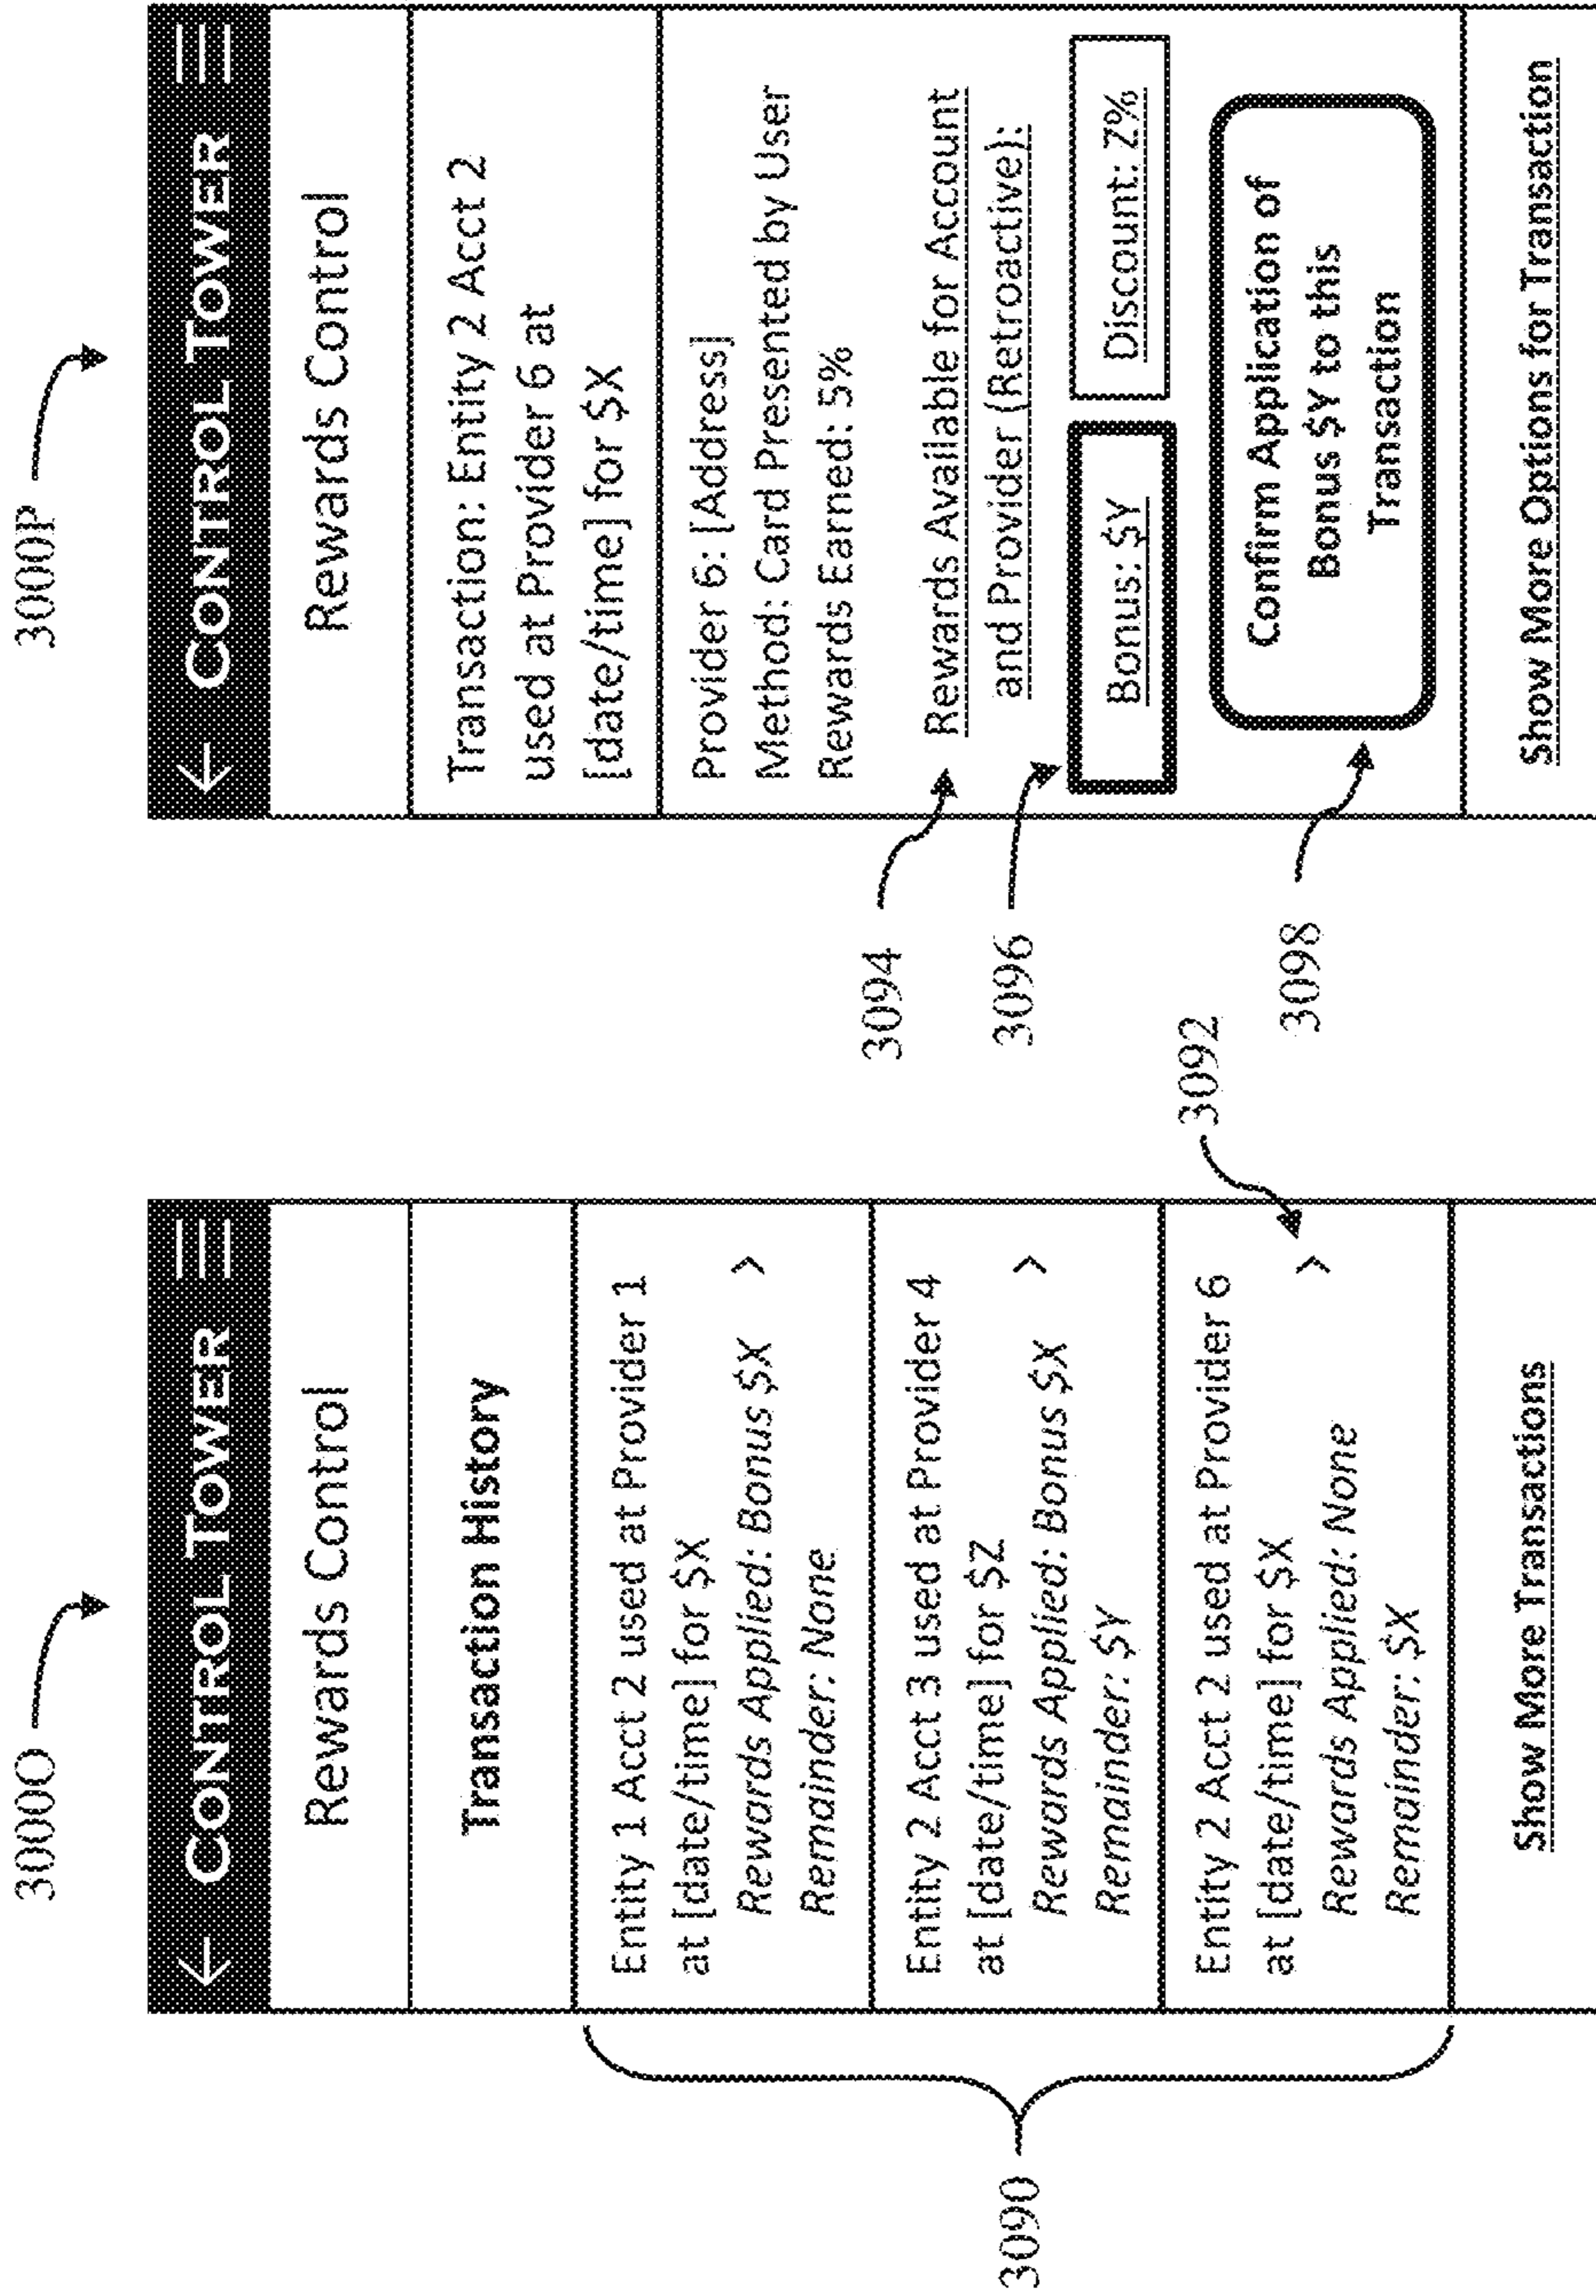 3000O
← CONTROL TOWER
Rewards Control
Transaction History
Entity 1 Acct 2 used at Provider 1
at [date/time] for $X
Rewards Applied: Bonus $X >
Remainder: None
Entity 2 Acct 3 used at Provider 4
at [date/time] for $Z
Rewards Applied: Bonus $X >
Remainder: $Y
Entity 2 Acct 2 used at Provider 6
at [date/time] for $X
Rewards Applied: None >
Remainder: $X
Show More Transactions
3090
3092
3000P
← CONTROL TOWER
Rewards Control
Transaction: Entity 2 Acct 2
used at Provider 6 at
[date/time] for $X
Provider 6: [Address]
Method: Card Presented by User
Rewards Earned: 5%
Rewards Available for Account
and Provider (Retroactive):
Bonus: $Y
Discount: Z%
Confirm Application of
Bonus $Y to this
Transaction
Show More Options for Transaction
3094
3096
3098